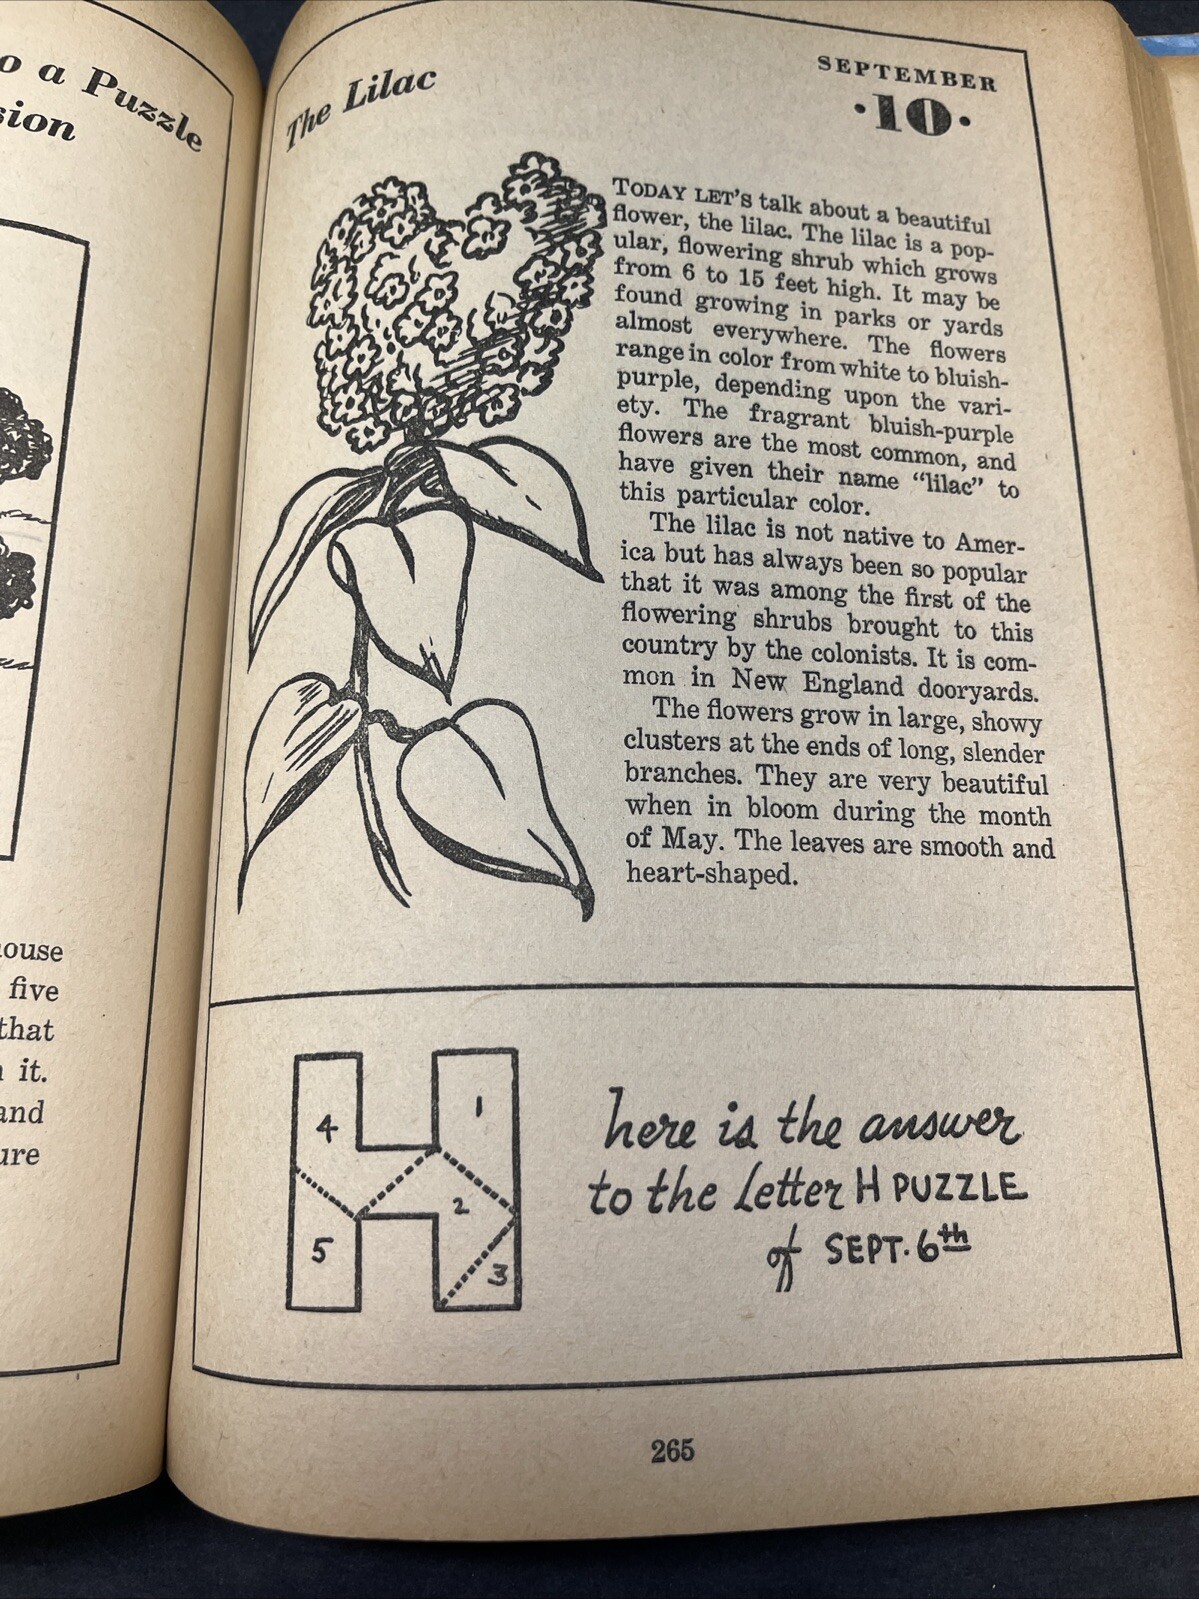 o a Puzzle
sion
ouse
five
that
it.
and
ure
The Lilac
SEPTEMBER
·10·
TODAY LET'S talk about a beautiful
flower, the lilac. The lilac is a pop-
ular, flowering shrub which grows
from 6 to 15 feet high. It may be
found growing in parks or yards
almost everywhere. The flowers
range in color from white to bluish-
purple, depending upon the vari-
ety. The fragrant bluish-purple
flowers are the most common, and
have given their name “lilac” to
this particular color.
The lilac is not native to Amer-
ica but has always been so popular
that it was among the first of the
flowering shrubs brought to this
country by the colonists. It is com-
mon in New England dooryards.
The flowers grow in large, showy
clusters at the ends of long, slender
branches. They are very beautiful
when in bloom during the month
of May. The leaves are smooth and
heart-shaped.
4
1
2
5
3
here is the answer
to the letter H PUZZLE
of SEPT. 6th
265